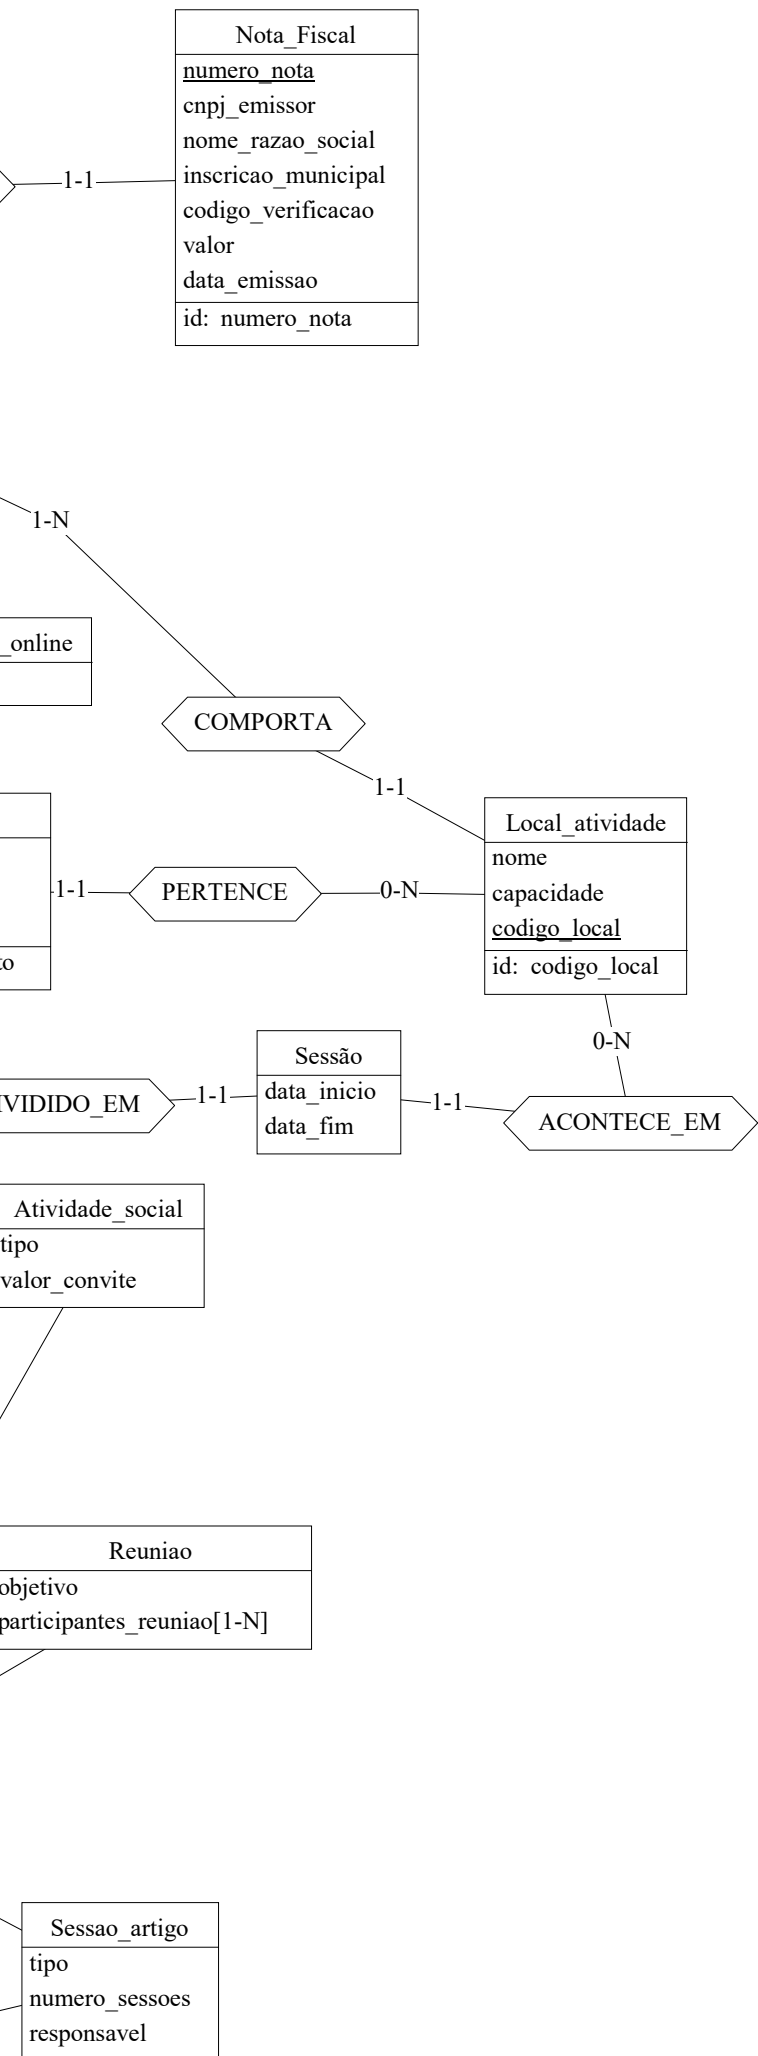 Nota_Fiscal
numero_nota
cnpj_emissor
nome_razao_social
1-1
inscricao_municipal
codigo_verificacao
valor
data_emissao
id: numero_nota
1-N
_online
COMPORTA
1-1
Local_atividade
nome
1-1
PERTENCE
0-N
capacidade
codigo_local
to
id: codigo_local
0-N
Sessão
IVIDIDO_EM
1-1
data_inicio
1-1
data_fim
ACONTECE_EM
Atividade_social
tipo
valor_convite
Reuniao
objetivo
participantes_reuniao[1-N]
Sessao_artigo
tipo
numero_sessoes
responsavel